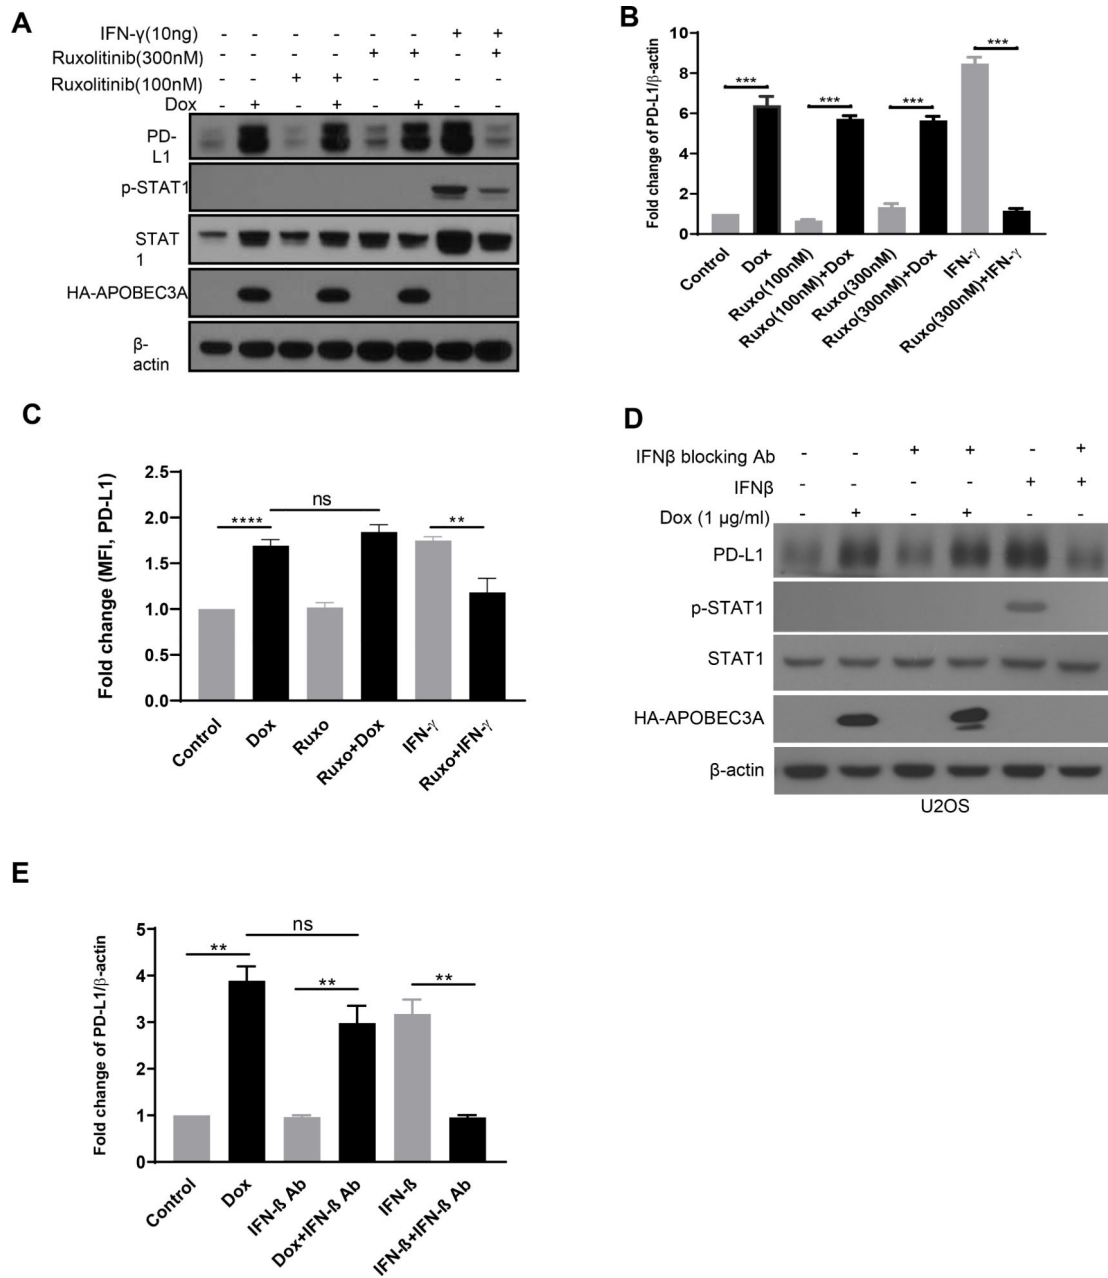 A
IFN-γ(10ng) - - - - - - + +
Ruxolitinib(300nM) - - - - + + - +
Ruxolitinib(100nM) - - + + - - - -
Dox - + - + - + - -
PD-
L1
p-STAT1
STAT
1
HA-APOBEC3A
β-
actin
B
Fold change of PD-L1/β-actin
10
8
6
4
2
0
***
***
***
***
Control
Dox
Ruxo(100nM)
Ruxo(100nM)+Dox
Ruxo(300nM)
Ruxo(300nM)+Dox
IFN-γ
Ruxo(300nM)+IFN-γ
C
Fold change (MFI, PD-L1)
2.5
2.0
1.5
1.0
0.5
0.0
****
ns
**
Control
Dox
Ruxo
Ruxo+Dox
IFN-γ
Ruxo+IFN-γ
D
IFNβ blocking Ab - - + + - +
IFNβ - - - - + +
Dox (1 µg/ml) - + - + - -
PD-L1
p-STAT1
STAT1
HA-APOBEC3A
β-actin
U2OS
E
Fold change of PD-L1/β-actin
5
4
3
2
1
0
**
ns
**
**
Control
Dox
IFN-ß Ab
Dox+IFN-ß Ab
IFN-ß
IFN-ß+IFN-ß Ab